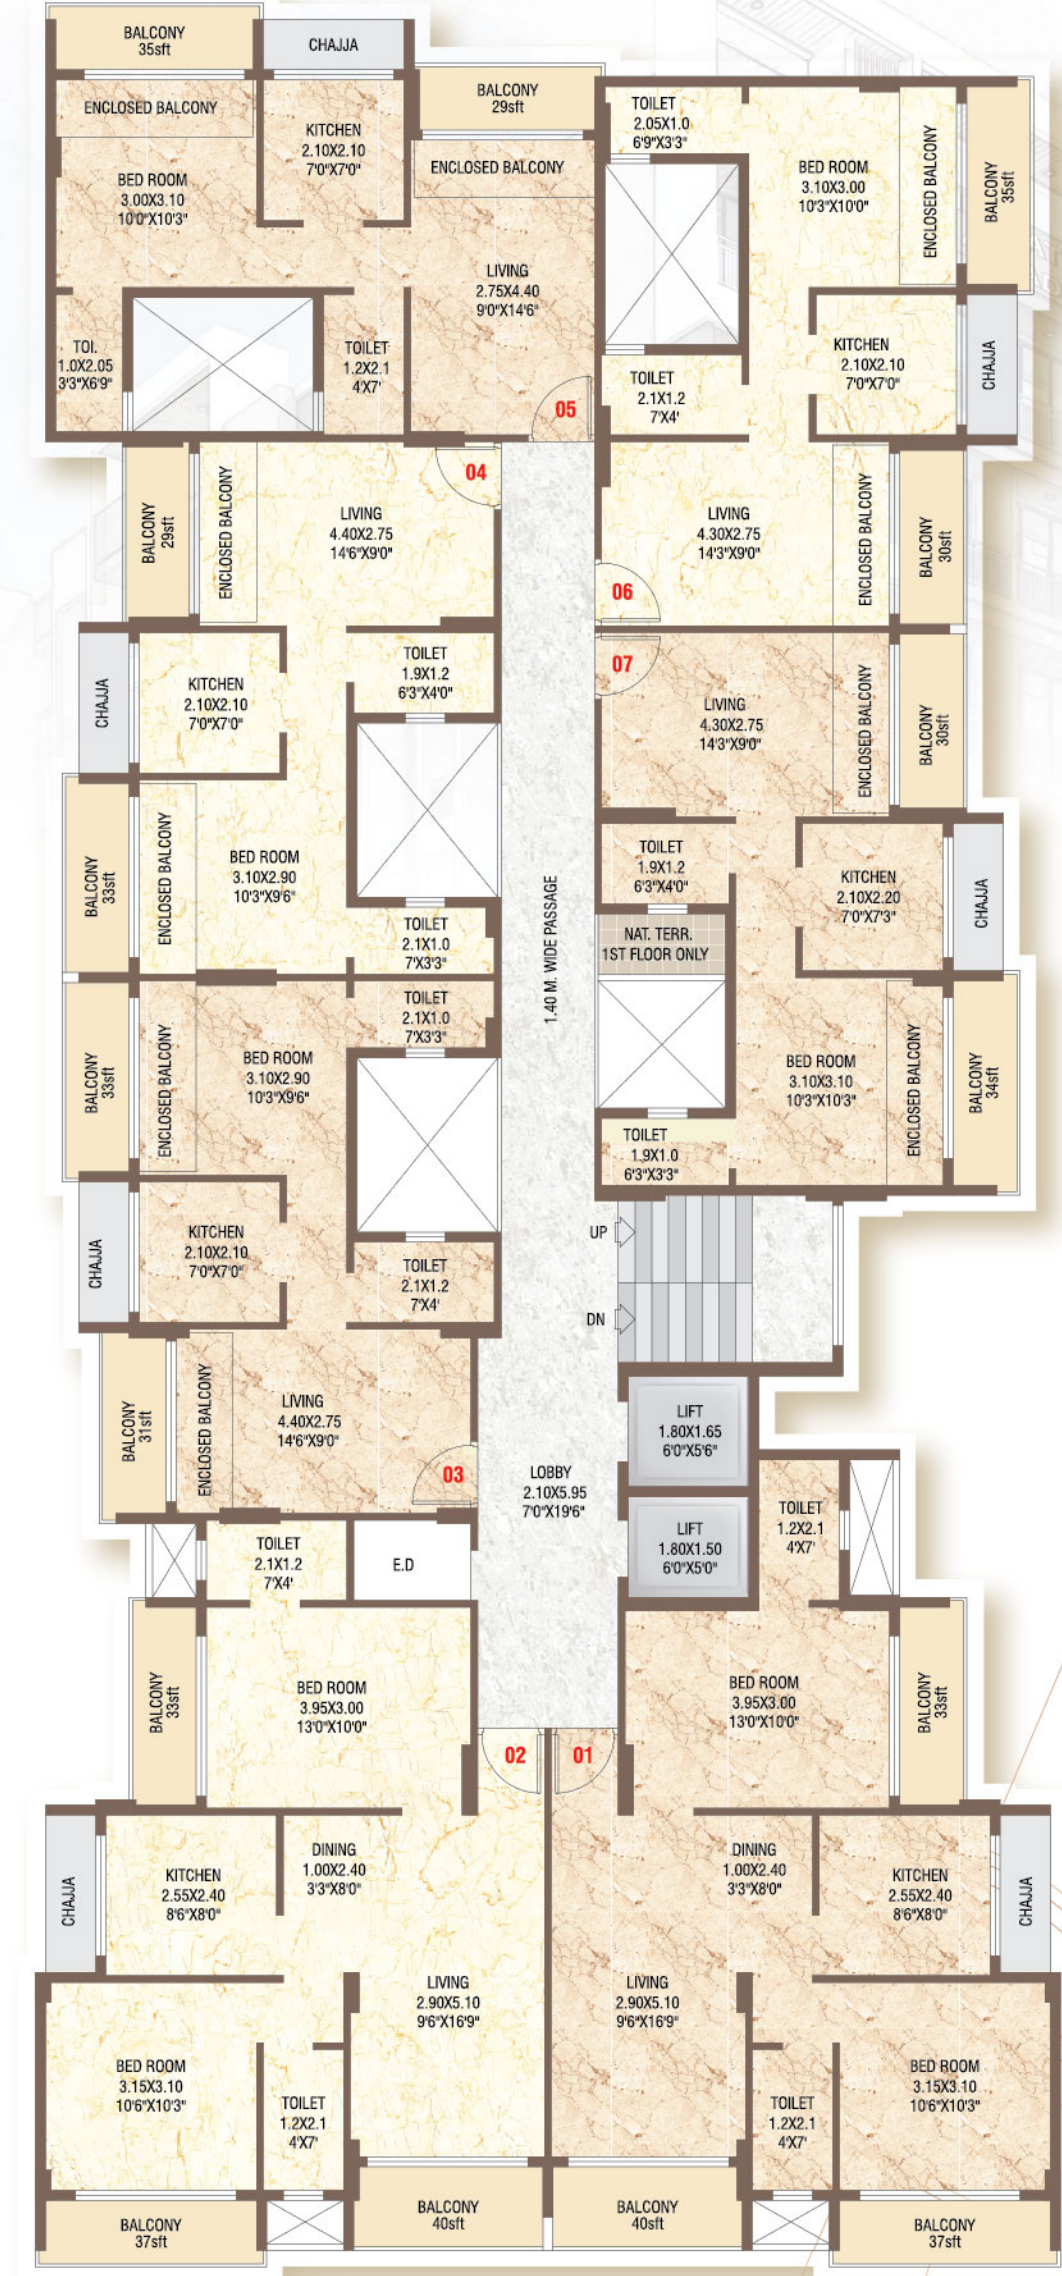 BALCONY
35sft
CHAJJA
ENCLOSED BALCONY
KITCHEN
2.10X2.10
7'0"X7'0"
BED ROOM
3.00X3.10
10'0"X10'3"
BALCONY
29sft
ENCLOSED BALCONY
LIVING
2.75X4.40
9'0"X14'6"
TOI.
1.0X2.05
3'3"X6'9"
TOILET
1.2X2.1
4'X7'
05
TOILET
2.05X1.0
6'9"X3'3"
BED ROOM
3.10X3.00
10'3"X10'0"
ENCLOSED BALCONY
BALCONY
35sft
KITCHEN
2.10X2.10
7'0"X7'0"
CHAJJA
TOILET
2.1X1.2
7'X4'
LIVING
4.30X2.75
14'3"X9'0"
ENCLOSED BALCONY
BALCONY
30sft
06
04
BALCONY
29sft
ENCLOSED BALCONY
LIVING
4.40X2.75
14'6"X9'0"
CHAJJA
KITCHEN
2.10X2.10
7'0"X7'0"
TOILET
1.9X1.2
6'3"X4'0"
BALCONY
33sft
ENCLOSED BALCONY
BED ROOM
3.10X2.90
10'3"X9'6"
TOILET
2.1X1.0
7'X3'3"
07
LIVING
4.30X2.75
14'3"X9'0"
ENCLOSED BALCONY
BALCONY
30sft
TOILET
1.9X1.2
6'3"X4'0"
KITCHEN
2.10X2.20
7'0"X7'3"
CHAJJA
NAT. TERR.
1ST FLOOR ONLY
1.40 M. WIDE PASSAGE
BED ROOM
3.10X3.10
10'3"X10'3"
ENCLOSED BALCONY
BALCONY
34sft
TOILET
1.9X1.0
6'3"X3'3"
BALCONY
33sft
ENCLOSED BALCONY
BED ROOM
3.10X2.90
10'3"X9'6"
TOILET
2.1X1.0
7'X3'3"
CHAJJA
KITCHEN
2.10X2.10
7'0"X7'0"
TOILET
2.1X1.2
7'X4'
UP
DN
BALCONY
31sft
ENCLOSED BALCONY
LIVING
4.40X2.75
14'6"X9'0"
03
LOBBY
2.10X5.95
7'0"X19'6"
LIFT
1.80X1.65
6'0"X5'6"
LIFT
1.80X1.50
6'0"X5'0"
TOILET
1.2X2.1
4'X7'
TOILET
2.1X1.2
7'X4'
E.D
BALCONY
33sft
BED ROOM
3.95X3.00
13'0"X10'0"
02
01
BED ROOM
3.95X3.00
13'0"X10'0"
BALCONY
33sft
CHAJJA
KITCHEN
2.55X2.40
8'6"X8'0"
DINING
1.00X2.40
3'3"X8'0"
DINING
1.00X2.40
3'3"X8'0"
KITCHEN
2.55X2.40
8'6"X8'0"
CHAJJA
LIVING
2.90X5.10
9'6"X16'9"
LIVING
2.90X5.10
9'6"X16'9"
BED ROOM
3.15X3.10
10'6"X10'3"
TOILET
1.2X2.1
4'X7'
TOILET
1.2X2.1
4'X7'
BED ROOM
3.15X3.10
10'6"X10'3"
BALCONY
37sft
BALCONY
40sft
BALCONY
40sft
BALCONY
37sft